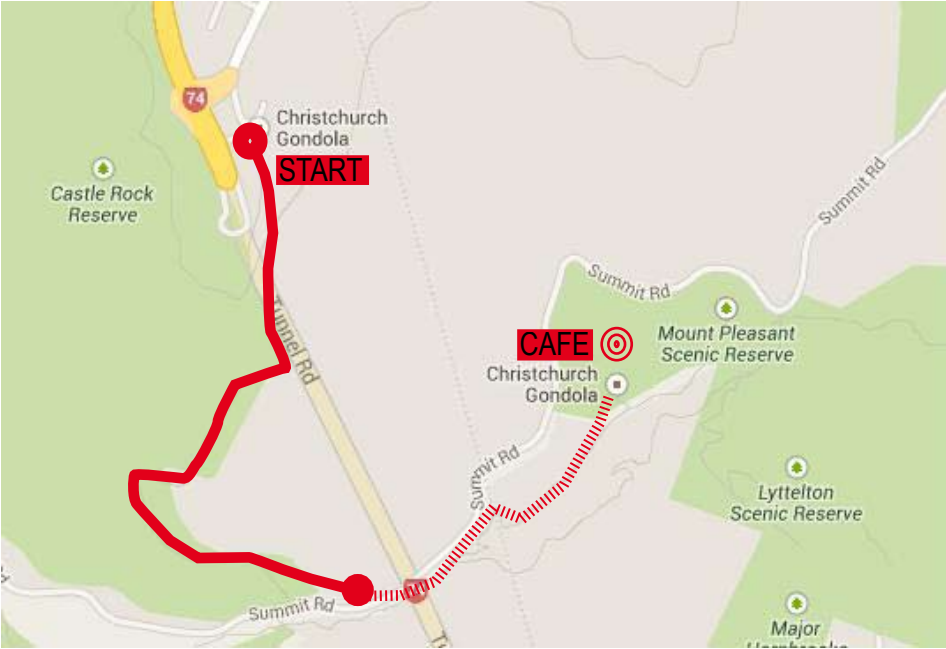 74
Christchurch
Gondola
START
Castle Rock
Reserve
Summit Rd
Summit Rd
Tunnel Rd
CAFE
Mount Pleasant
Scenic Reserve
Christchurch
Gondola
Summit Rd
Lyttelton
Scenic Reserve
Summit Rd
Major